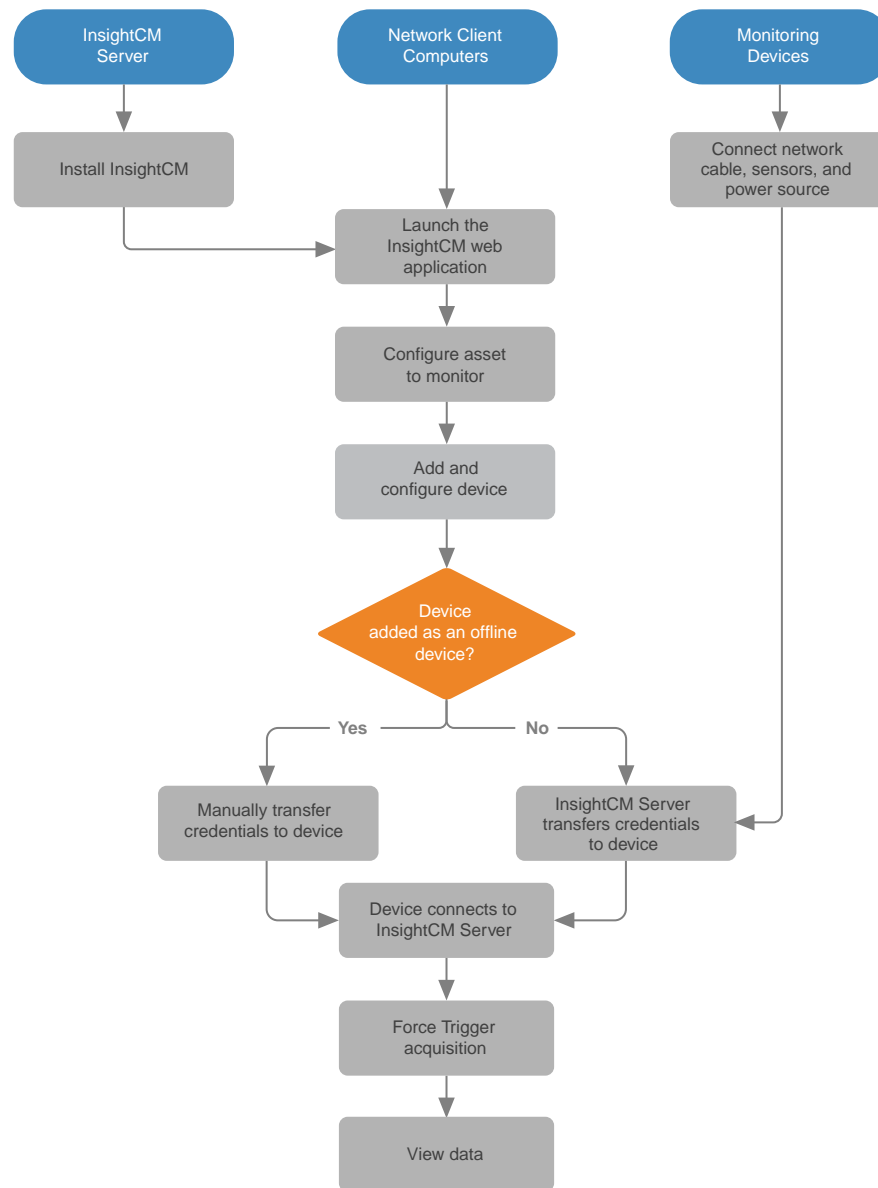 InsightCM
Server
Network Client
Computers
Monitoring
Devices
Install InsightCM
Connect network
cable, sensors, and
power source
Launch the
InsightCM web
application
Configure asset
to monitor
Add and
configure device
Device
added as an offline
device?
Yes
No
Manually transfer
credentials to device
InsightCM Server
transfers credentials
to device
Device connects to
InsightCM Server
Force Trigger
acquisition
View data